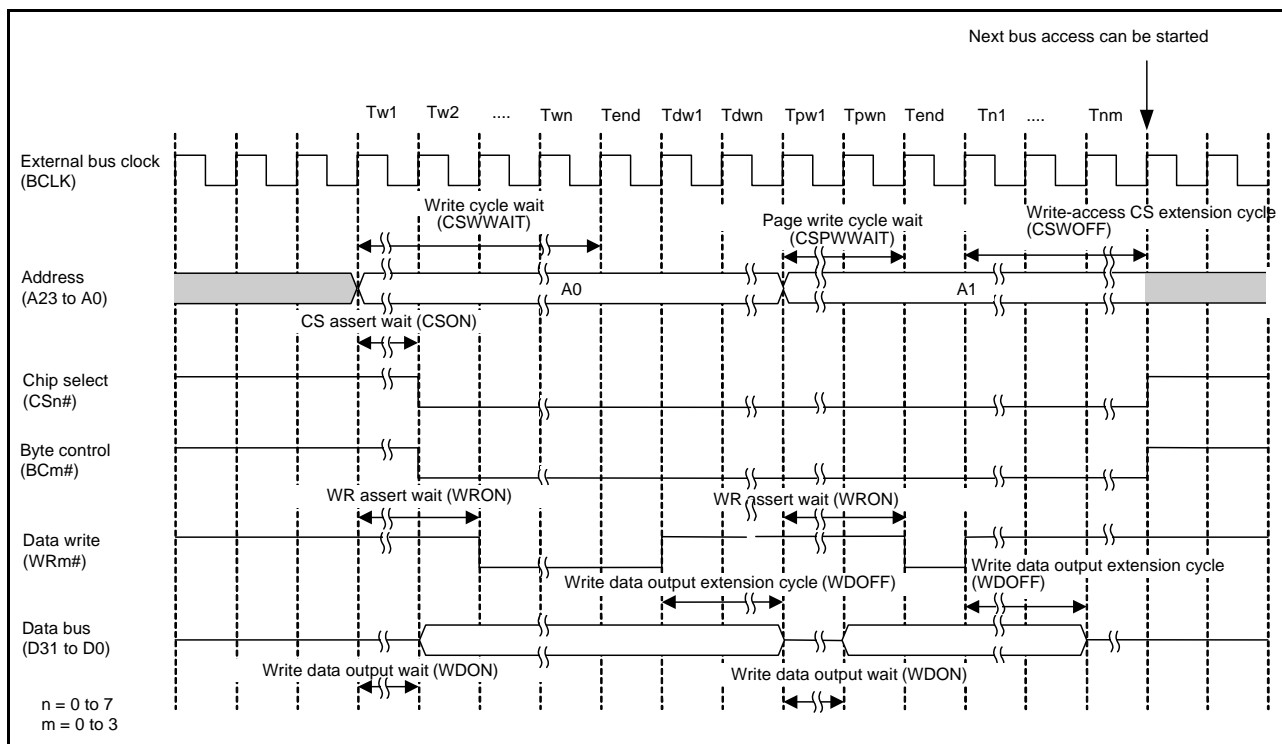 Next bus access can be started
Tw1 Tw2 .... Twn Tend Tdw1 Tdwn Tpw1 Tpwn Tend Tn1 .... Tnm
External bus clock
(BCLK)
Write cycle wait
(CSWWAIT)
Page write cycle wait
(CSPWWAIT)
Write-access CS extension cycle
(CSWOFF)
Address
(A23 to A0)
A0
A1
CS assert wait (CSON)
Chip select
(CSn#)
Byte control
(BCm#)
WR assert wait (WRON)
WR assert wait (WRON)
Data write
(WRm#)
Write data output extension cycle (WDOFF)
Write data output extension cycle
(WDOFF)
Data bus
(D31 to D0)
Write data output wait (WDON)
Write data output wait (WDON)
n = 0 to 7
m = 0 to 3